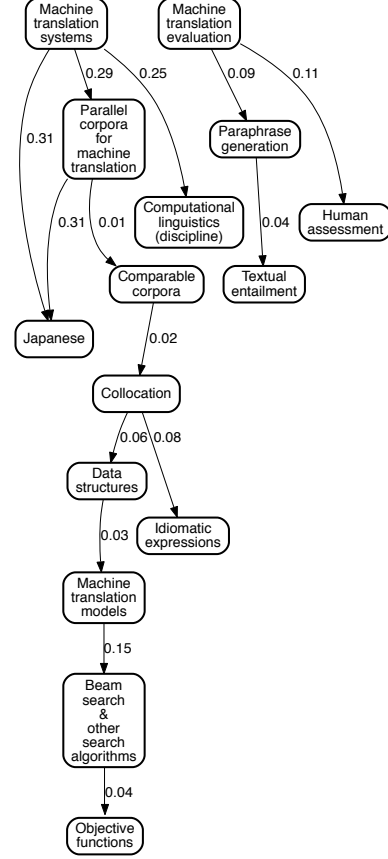 Machine
translation
systems
Machine
translation
evaluation
0.29
0.25
0.09
0.11
Parallel
corpora
for
machine
translation
0.31
Paraphrase
generation
Computational
linguistics
(discipline)
Human
assessment
0.31
0.01
0.04
Comparable
corpora
Textual
entailment
Japanese
0.02
Collocation
0.06
0.08
Data
structures
Idiomatic
expressions
0.03
Machine
translation
models
0.15
Beam
search
&
other
search
algorithms
0.04
Objective
functions